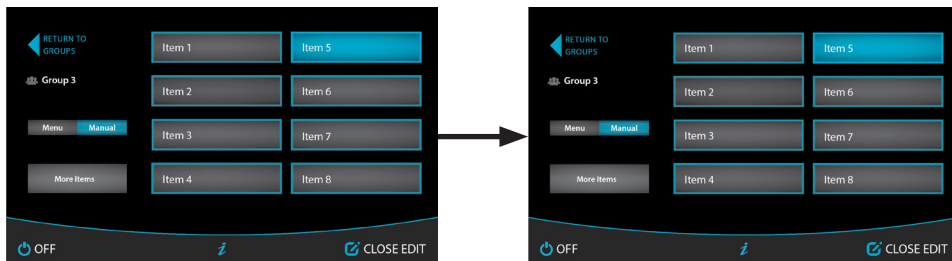 RETURN TO
GROUPS
Group 3
Menu Manual
More Items
Item 1 Item 5
Item 2 Item 6
Item 3 Item 7
Item 4 Item 8
OFF i CLOSE EDIT
RETURN TO
GROUPS
Group 3
Menu Manual
More Items
Item 1 Item 5
Item 2 Item 6
Item 3 Item 7
Item 4 Item 8
OFF i CLOSE EDIT